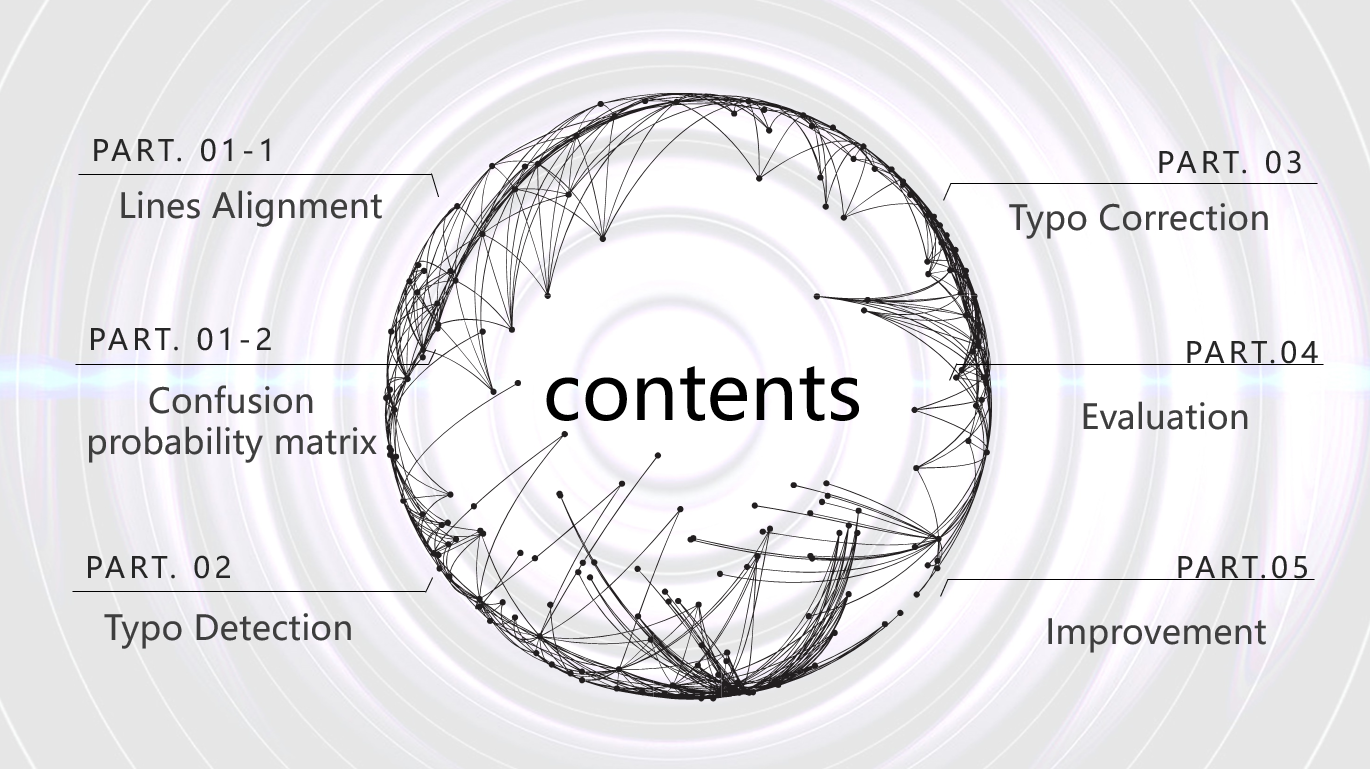 PART. 01-1
Lines Alignment
PART. 01-2
Confusion
probability matrix
PART. 02
Typo Detection
contents
PART. 03
Typo Correction
PART.04
Evaluation
PART.05
Improvement